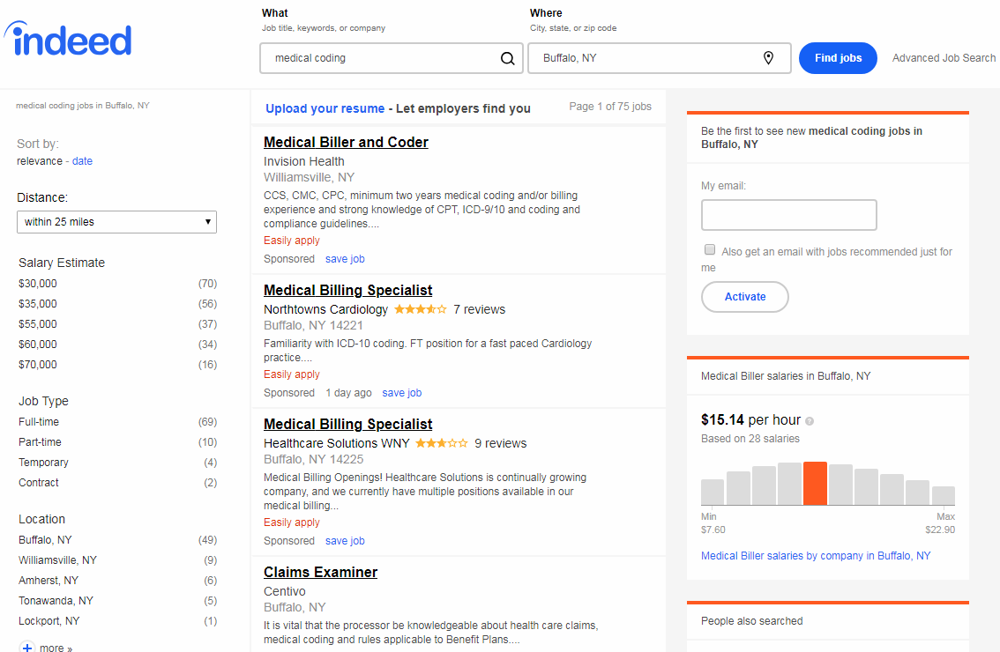 indeed
What
Job title, keywords, or company
medical coding
Where
City, state, or zip code
Buffalo, NY
Find jobs
Advanced Job Search
medical coding jobs in Buffalo, NY
Sort by:
relevance - date
Distance:
within 25 miles
Salary Estimate
$30,000 (70)
$35,000 (56)
$55,000 (37)
$60,000 (34)
$70,000 (16)
Job Type
Full-time (69)
Part-time (10)
Temporary (4)
Contract (2)
Location
Buffalo, NY (49)
Williamsville, NY (9)
Amherst, NY (6)
Tonawanda, NY (5)
Lockport, NY (1)
more »
Upload your resume - Let employers find you
Page 1 of 75 jobs
Medical Biller and Coder
Invision Health
Williamsville, NY
CCS, CMC, CPC, minimum two years medical coding and/or billing
experience and strong knowledge of CPT, ICD-9/10 and coding and
compliance guidelines....
Easily apply
Sponsored save job
Medical Billing Specialist
Northtowns Cardiology 7 reviews
Buffalo, NY 14221
Familiarity with ICD-10 coding. FT position for a fast paced Cardiology
practice....
Easily apply
Sponsored 1 day ago save job
Medical Billing Specialist
Healthcare Solutions WNY 9 reviews
Buffalo, NY 14225
Medical Billing Openings! Healthcare Solutions is continually growing
company, and we currently have multiple positions available in our
medical billing...
Easily apply
Sponsored save job
Claims Examiner
Centivo
Buffalo, NY
It is vital that the processor be knowledgeable about health care claims,
medical coding and rules applicable to Benefit Plans....
Be the first to see new medical coding jobs in
Buffalo, NY
My email:
Also get an email with jobs recommended just for
me
Activate
Medical Biller salaries in Buffalo, NY
$15.14 per hour ?
Based on 28 salaries
Min Max
$7.60 $22.90
Medical Biller salaries by company in Buffalo, NY
People also searched